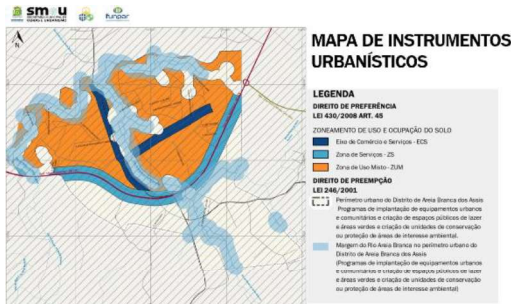 smou
funpar
N
MAPA DE INSTRUMENTOS
URBANÍSTICOS
LEGENDA
DIREITO DE PREFERÊNCIA
LEI 430/2008 ART. 45
ZONEAMENTO DE USO E OCUPAÇÃO DO SOLO
Eixo de Comércio e Serviços - ECS
Zona de Serviços - ZS
Zona de Uso Misto - ZUM
DIREITO DE PREEMPÇÃO
LEI 246/2001
Perímetro urbano do Distrito de Areia Branca dos Assis
Programas de implantação de equipamentos urbanos
e comunitários e criação de espaços públicos de lazer
e áreas verdes e criação de unidades de conservação
ou proteção de áreas de interesse ambiental.
Margem do Rio Areia Branca no perímetro urbano do
Distrito de Areia Branca dos Assis
(Programas de implantação de equipamentos urbanos
e comunitários e criação de espaços públicos de lazer
e áreas verdes e criação de unidades de conservação
ou proteção de áreas de interesse ambiental)